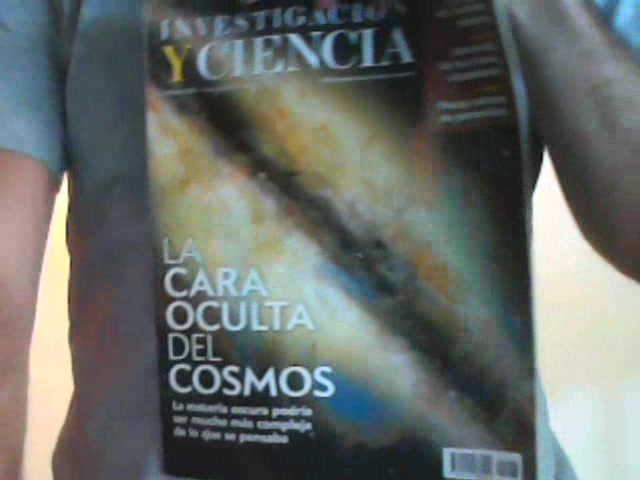 INVESTIGACIÓN
Y CIENCIA
LA
CARA
OCULTA
DEL
COSMOS
La materia oscura podría
ser mucho más compleja
de lo que se pensaba